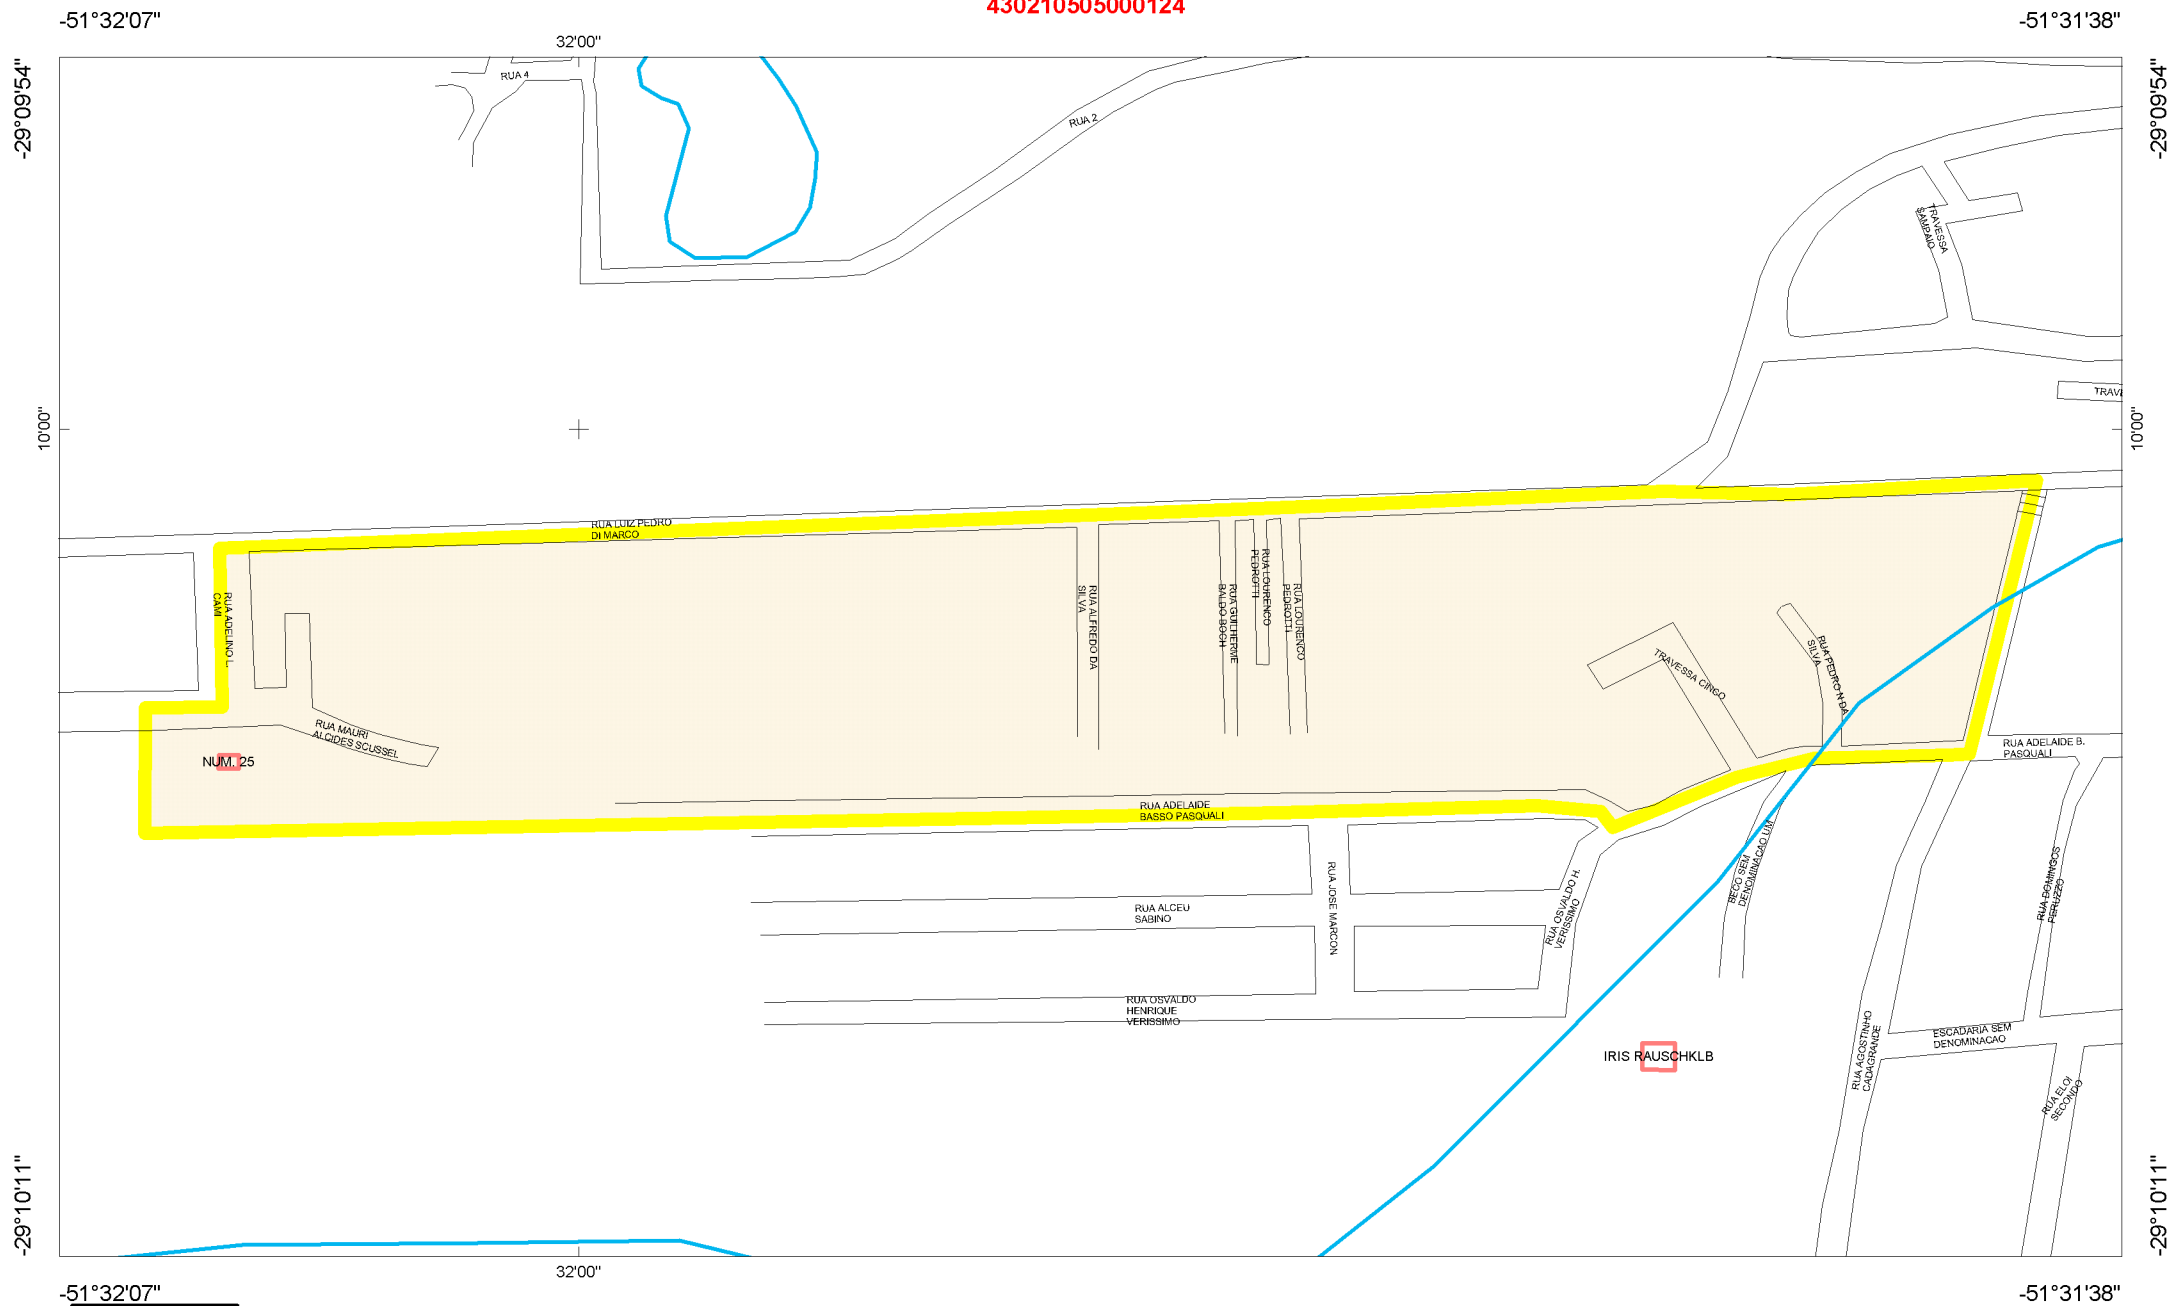 430210505000124
-51°32'07"
-51°31'38"
32'00"
-29°09'54"
-29°09'54"
RUA 4
RUA 2
TRAVESSA
SAMPAIO
TRAVE
10'00"
10'00"
RUA LUIZ PEDRO
DI MARCO
RUA ADELINO L.
CAMI
RUA ALFREDO DA
SILVA
RUA GUILHERME
BALDO BOCH
RUA LOURENCO
PEDROTTI
RUA LOURENCO
PEDROTTI
TRAVESSA CINCO
RUA PEDRO N DA
SILVA
RUA MAURI
ALCIDES SCUSSEL
NUM. 25
RUA ADELAIDE B.
PASQUALI
RUA ADELAIDE
BASSO PASQUALI
RUA JOSE MARCON
RUA OSVALDO H.
VERISSIMO
BECO SEM
DENOMINACAO UM
RUA DOMINGOS
PERUZZO
RUA ALCEU
SABINO
RUA OSVALDO
HENRIQUE
VERISSIMO
IRIS RAUSCHKLB
RUA AGOSTINHO
CADAGRANDE
ESCADARIA SEM
DENOMINACAO
RUA ELOI
SECONDO
-29°10'11"
-29°10'11"
32'00"
-51°32'07"
-51°31'38"